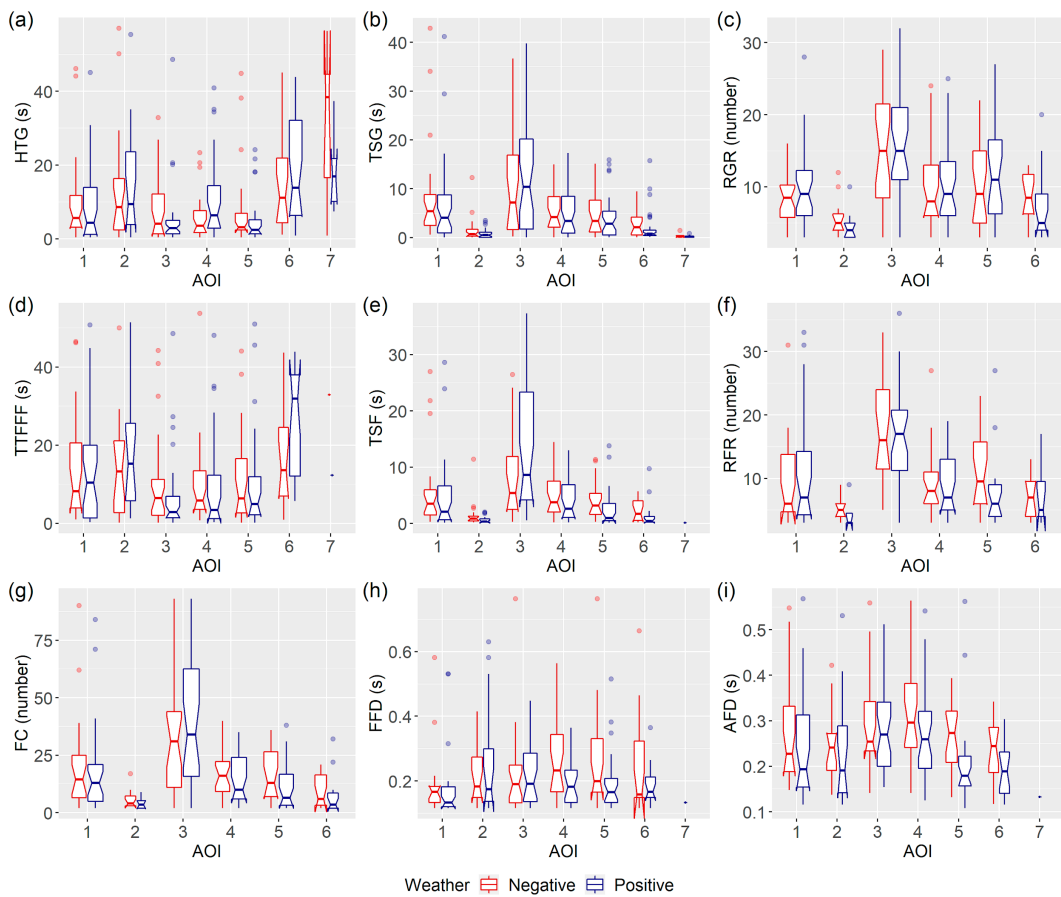 (a)
HTG (s)
40
20
0
1 2 3 4 5 6 7
AOI
(b)
TSG (s)
40
30
20
10
0
1 2 3 4 5 6 7
AOI
(c)
RGR (number)
30
20
10
1 2 3 4 5 6
AOI
(d)
TTFFF (s)
40
20
0
1 2 3 4 5 6 7
AOI
(e)
TSF (s)
30
20
10
0
1 2 3 4 5 6 7
AOI
(f)
RFR (number)
30
20
10
0
1 2 3 4 5 6
AOI
(g)
FC (number)
75
50
25
0
1 2 3 4 5 6
AOI
(h)
FFD (s)
0.6
0.4
0.2
1 2 3 4 5 6 7
AOI
(i)
AFD (s)
0.5
0.4
0.3
0.2
0.1
1 2 3 4 5 6 7
AOI
Weather Negative Positive